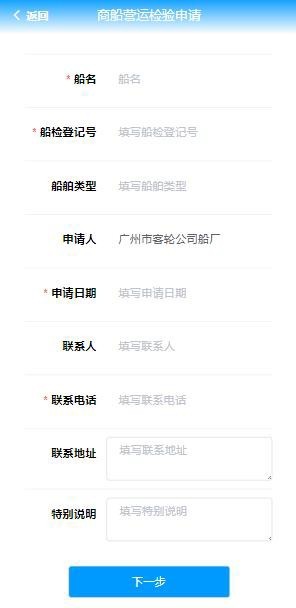 返回 商船营运检验申请
* 船名 船名
* 船检登记号 填写船检登记号
船舶类型 填写船舶类型
申请人 广州市客轮公司船厂
* 申请日期 填写申请日期
联系人 填写联系人
* 联系电话 填写联系电话
联系地址 填写联系地址
特别说明 填写特别说明
下一步